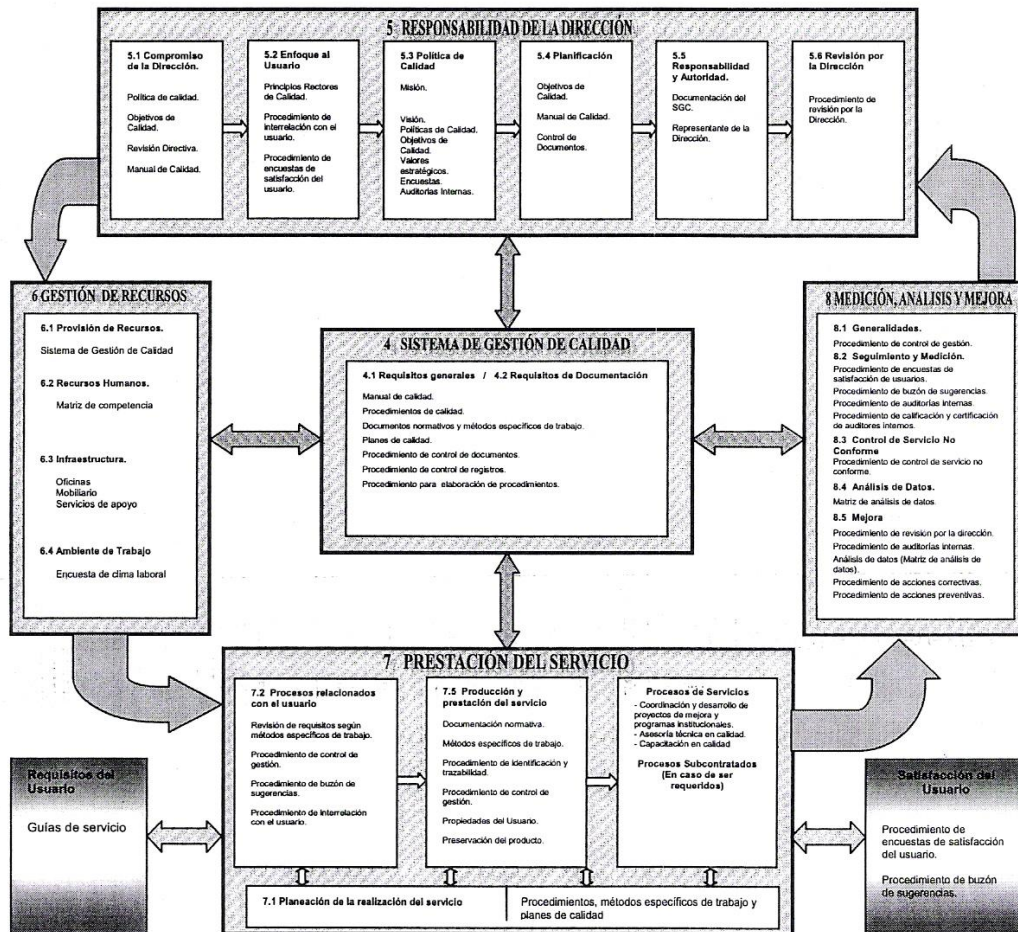 5 RESPONSABILIDAD DE LA DIRECCIÓN
5.1 Compromiso
de la Dirección.
Política de calidad.
Objetivos de
Calidad.
Revisión Directiva.
Manual de Calidad.
5.2 Enfoque al
Usuario
Principios Rectores
de Calidad.
Procedimiento de
interrelación con el
usuario.
Procedimiento de
encuestas de
satisfacción del
usuario.
5.3 Política de
Calidad
Misión.
Visión.
Políticas de Calidad.
Objetivos de
Calidad.
Valores
estratégicos.
Encuestas.
Auditorías Internas.
5.4 Planificación
Objetivos de
Calidad.
Manual de Calidad.
Control de
Documentos.
5.5
Responsabilidad
y Autoridad.
Documentación del
SGC.
Representante de la
Dirección.
5.6 Revisión por
la Dirección
Procedimiento de
revisión por la
Dirección.
6 GESTIÓN DE RECURSOS
6.1 Provisión de Recursos.
Sistema de Gestión de Calidad
6.2 Recursos Humanos.
Matriz de competencia
6.3 Infraestructura.
Oficinas
Mobiliario
Servicios de apoyo
6.4 Ambiente de Trabajo
Encuesta de clima laboral
4 SISTEMA DE GESTIÓN DE CALIDAD
4.1 Requisitos generales / 4.2 Requisitos de Documentación
Manual de calidad.
Procedimientos de calidad.
Documentos normativos y métodos específicos de trabajo.
Planes de calidad.
Procedimiento de control de documentos.
Procedimiento de control de registros.
Procedimiento para elaboración de procedimientos.
8 MEDICIÓN, ANALISIS Y MEJORA
8.1 Generalidades.
Procedimiento de control de gestión.
8.2 Seguimiento y Medición.
Procedimiento de encuestas de
satisfacción de usuarios.
Procedimiento de buzón de sugerencias.
Procedimiento de auditorías internas.
Procedimiento de calificación y certificación
de auditores internos.
8.3 Control de Servicio No
Conforme
Procedimiento de control de servicio no
conforme.
8.4 Análisis de Datos.
Matriz de análisis de datos.
8.5 Mejora
Procedimiento de revisión por la dirección.
Procedimiento de auditorías internas.
Análisis de datos (Matriz de análisis de
datos).
Procedimiento de acciones correctivas.
Procedimiento de acciones preventivas.
7 PRESTACIÓN DEL SERVICIO
7.2 Procesos relacionados
con el usuario
Revisión de requisitos según
métodos específicos de trabajo.
Procedimiento de control de
gestión.
Procedimiento de buzón de
sugerencias.
Procedimiento de interrelación
con el usuario.
7.5 Producción y
prestación del servicio
Documentación normativa.
Métodos específicos de trabajo.
Procedimiento de identificación y
trazabilidad.
Procedimiento de control de
gestión.
Propiedades del Usuario.
Preservación del producto.
Procesos de Servicios
- Coordinación y desarrollo de
proyectos de mejora y
programas institucionales.
- Asesoría técnica en calidad.
- Capacitación en calidad
Procesos Subcontratados
(En caso de ser
requeridos)
Requisitos del
Usuario
Guías de servicio
Satisfacción del
Usuario
Procedimiento de
encuestas de satisfacción
del usuario.
Procedimiento de buzón
de sugerencias.
7.1 Planeación de la realización del servicio
Procedimientos, métodos específicos de trabajo y
planes de calidad